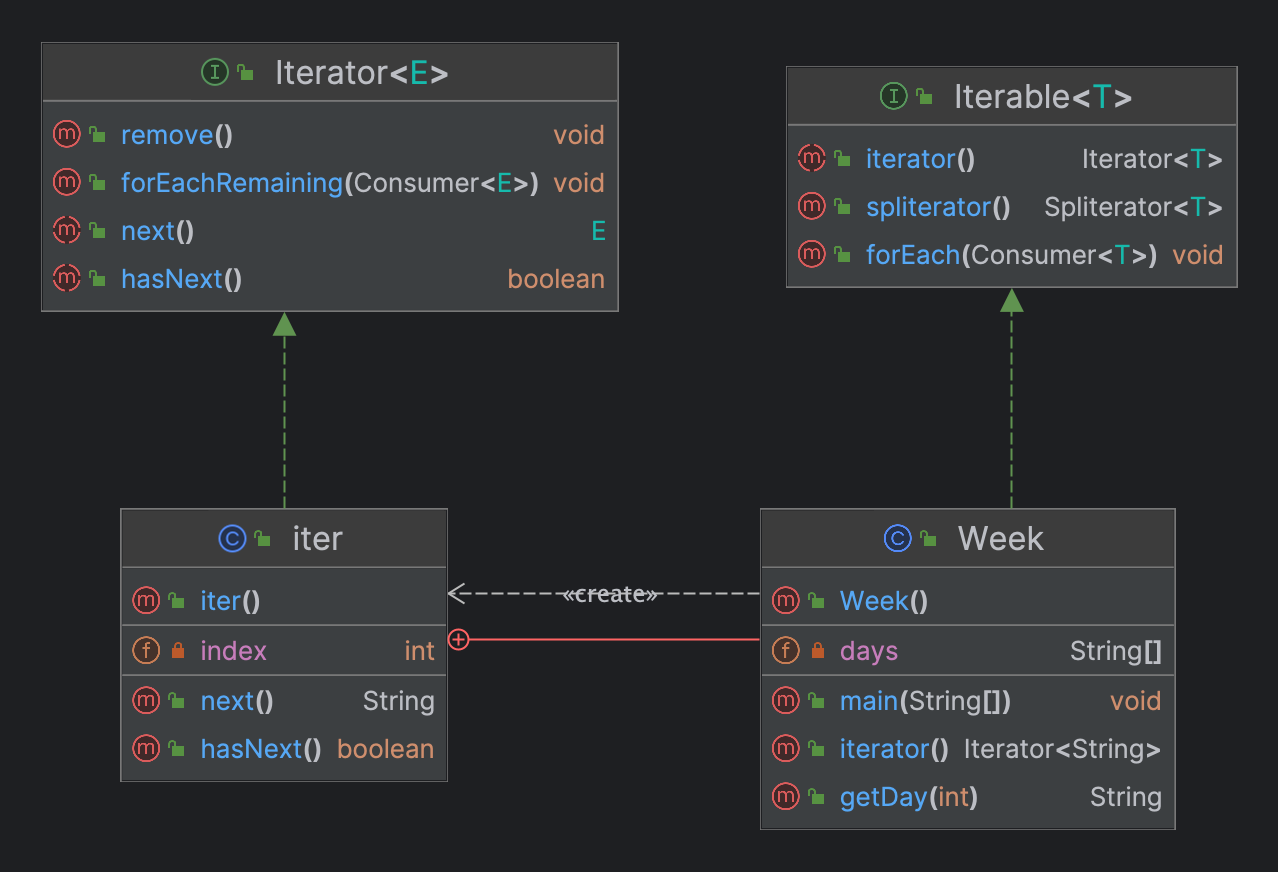 Iterator<E>
remove() void
forEachRemaining(Consumer<E>) void
next() E
hasNext() boolean
Iterable<T>
iterator() Iterator<T>
spliterator() Spliterator<T>
forEach(Consumer<T>) void
iter
iter()
index int
next() String
hasNext() boolean
«create»
Week
Week()
days String[]
main(String[]) void
iterator() Iterator<String>
getDay(int) String